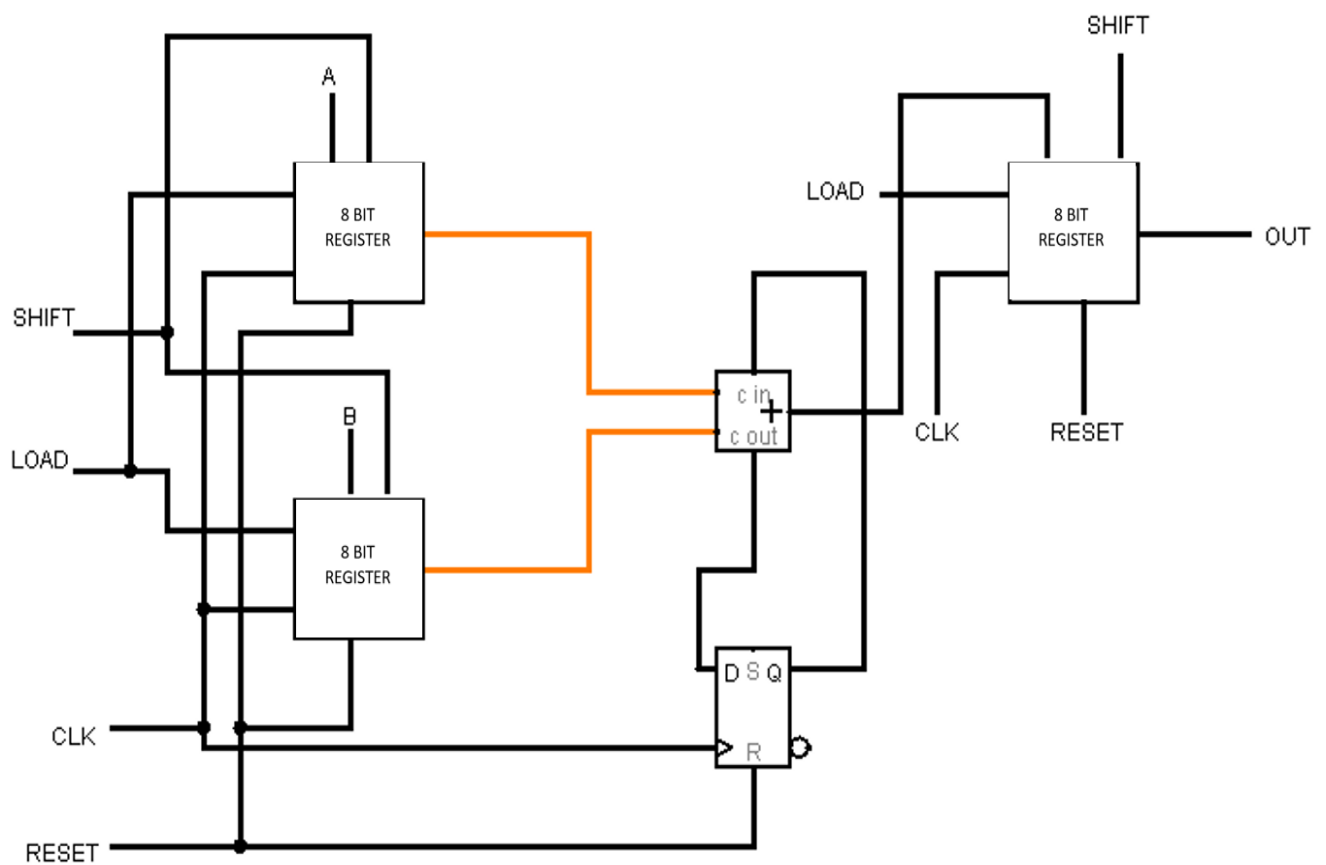 SHIFT
A
8 BIT
REGISTER
LOAD
8 BIT
REGISTER
OUT
SHIFT
c in
+
c out
CLK
RESET
B
LOAD
8 BIT
REGISTER
D S Q
R
CLK
RESET